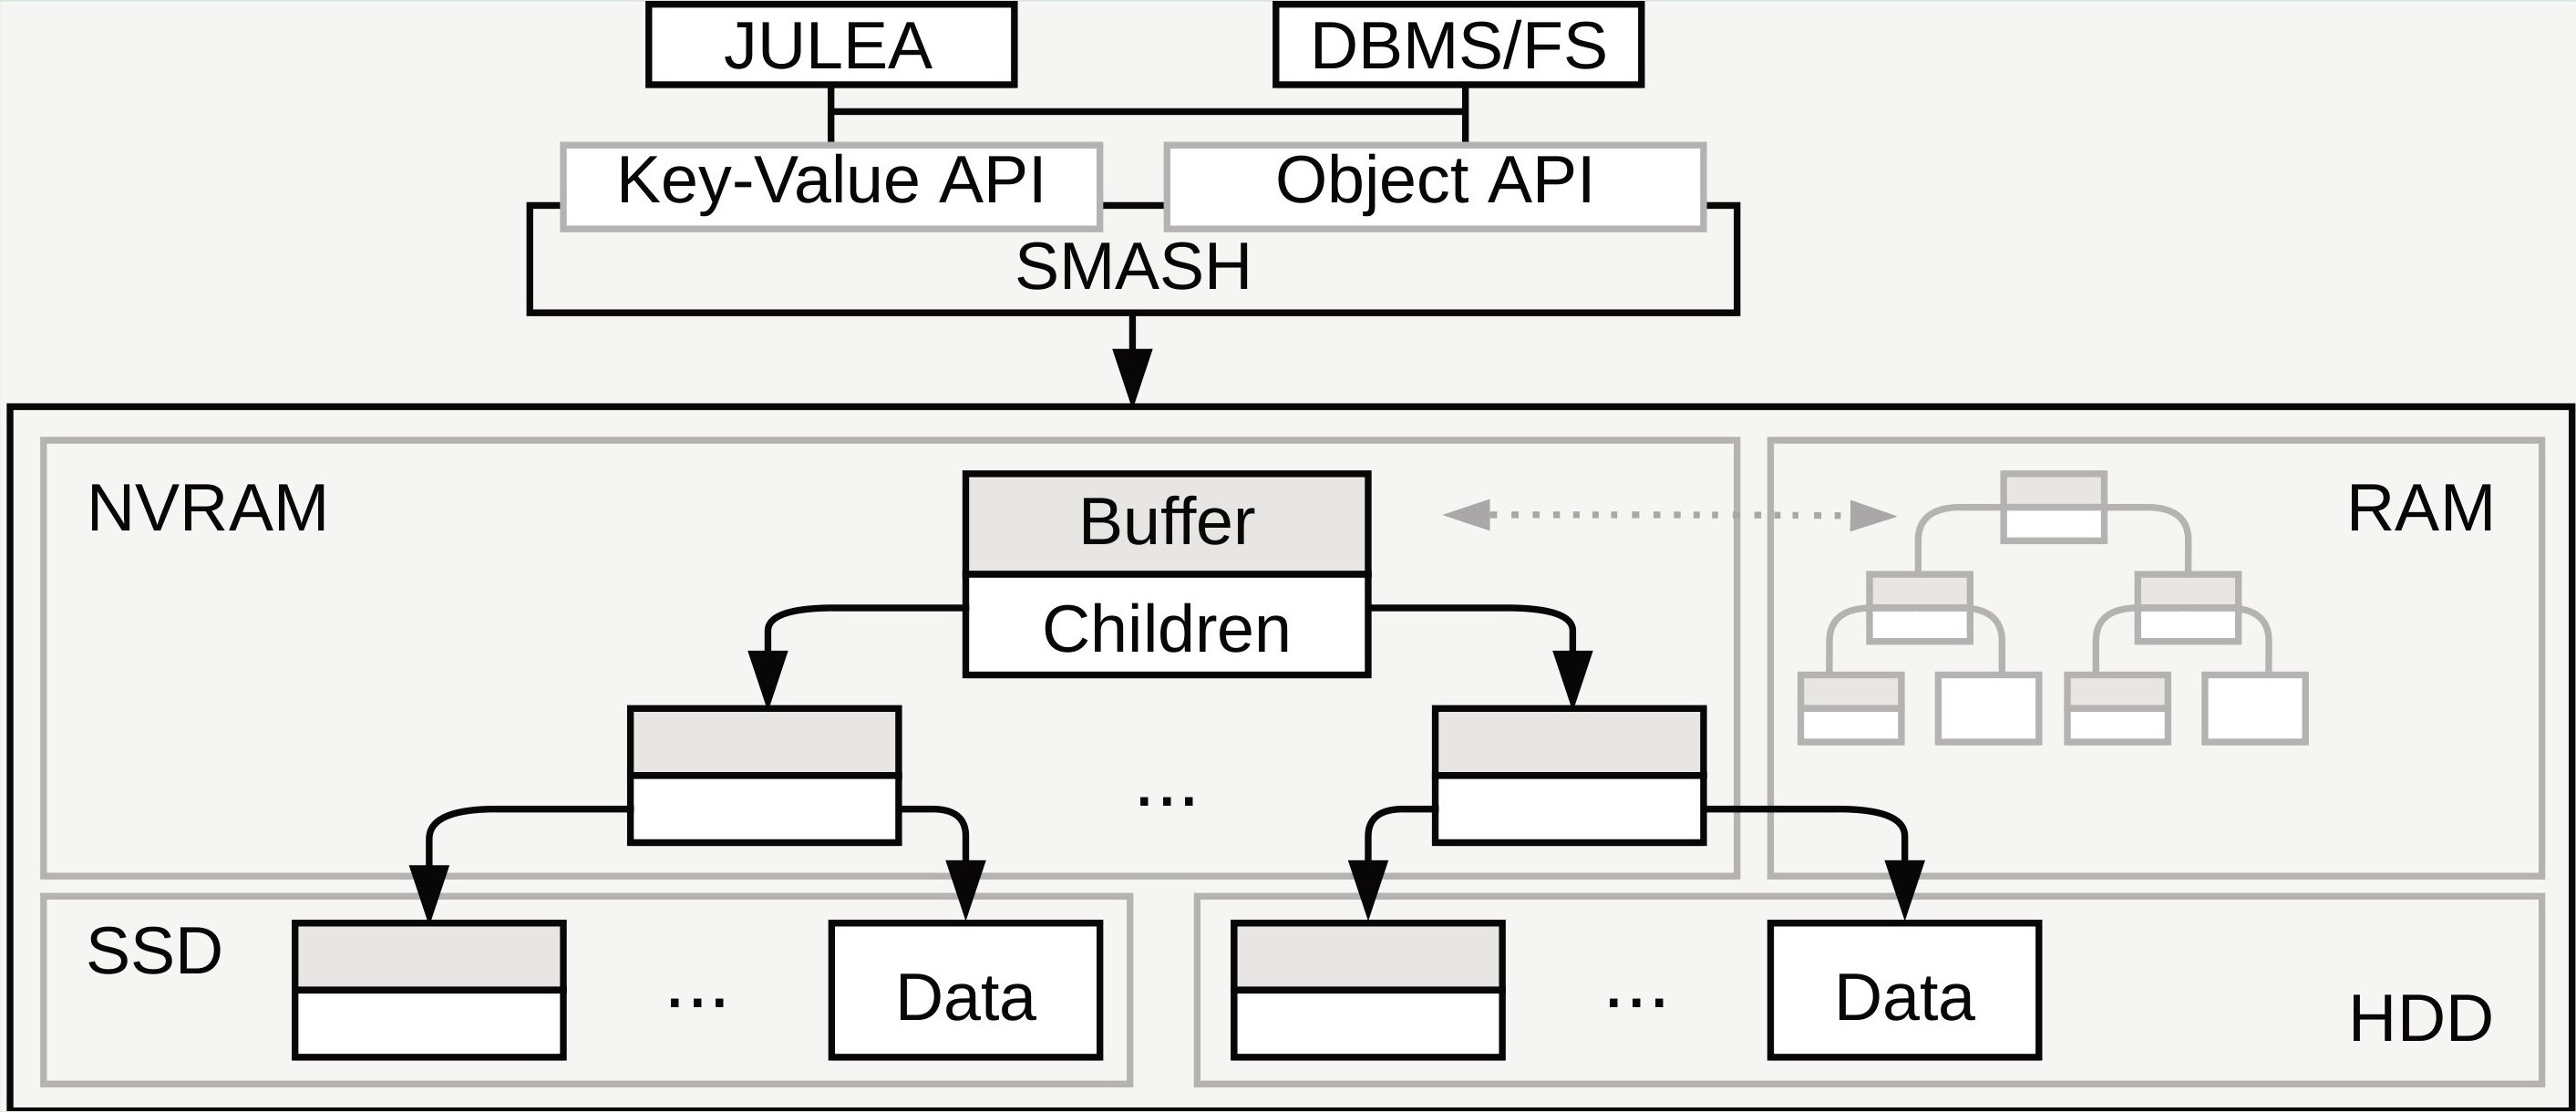 JULEA
DBMS/FS
Key-Value API
Object API
SMASH
NVRAM
Buffer
Children
RAM
...
SSD
...
Data
...
Data
HDD